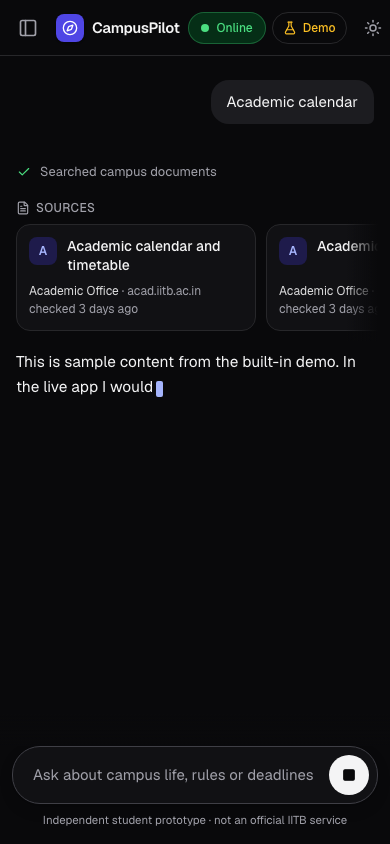 CampusPilot
Online
Demo
Academic calendar
Searched campus documents
SOURCES
A
Academic calendar and
timetable
Academic Office · acad.iitb.ac.in
checked 3 days ago
A
Academic
Academic Office ·
checked 3 days
This is sample content from the built-in demo. In
the live app I would
Ask about campus life, rules or deadlines
Independent student prototype · not an official IITB service